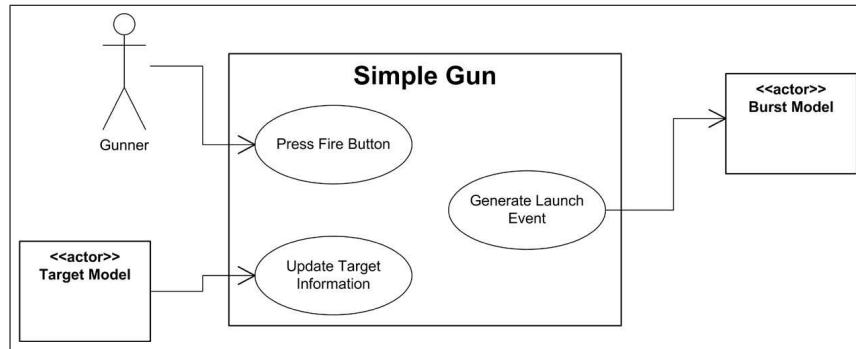 Simple Gun
Gunner
Press Fire Button
<<actor>>
Burst Model
Generate Launch
Event
<<actor>>
Target Model
Update Target
Information